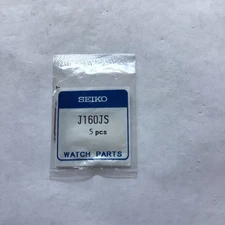 SEIKO
J160JS
5 pcs
WATCH PARTS